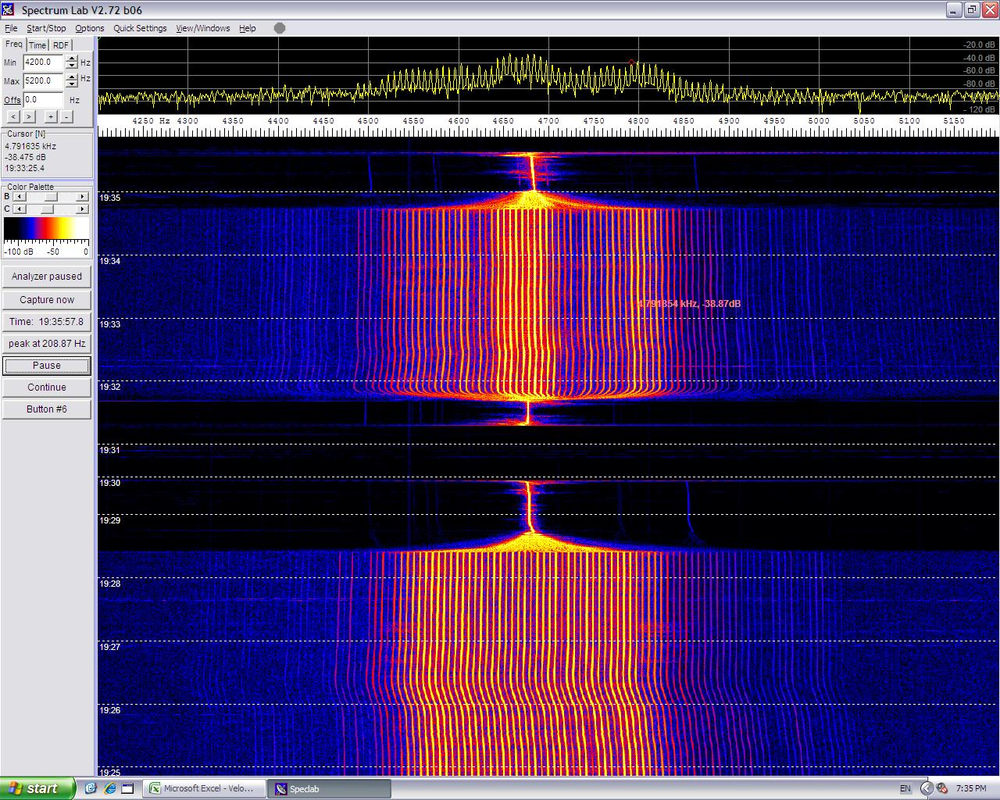 Spectrum Lab V2.72 b06
File Start/Stop Options Quick Settings View/Windows Help
Freq Time RDF
Min 4200.0 Hz
Max 5200.0 Hz
Offs 0.0 Hz
< > + -
Cursor [N]
4.791635 kHz
-38.475 dB
19:33:25.4
Color Palette
B
C
-100 dB -50 0
Analyzer paused
Capture now
Time: 19:35:57.8
peak at 208.87 Hz
Pause
Continue
Button #6
-20.0 dB
-40.0 dB
-60.0 dB
-80.0 dB
- 120 dB
4250 Hz 4300 4350 4400 4450 4500 4550 4600 4650 4700 4750 4800 4850 4900 4950 5000 5050 5100 5150
19:35
19:34
4.791854 kHz, -38.87dB
19:33
19:32
19:31
19:30
19:29
19:28
19:27
19:26
19:25
start Microsoft Excel - Velo... Speclab EN 7:35 PM